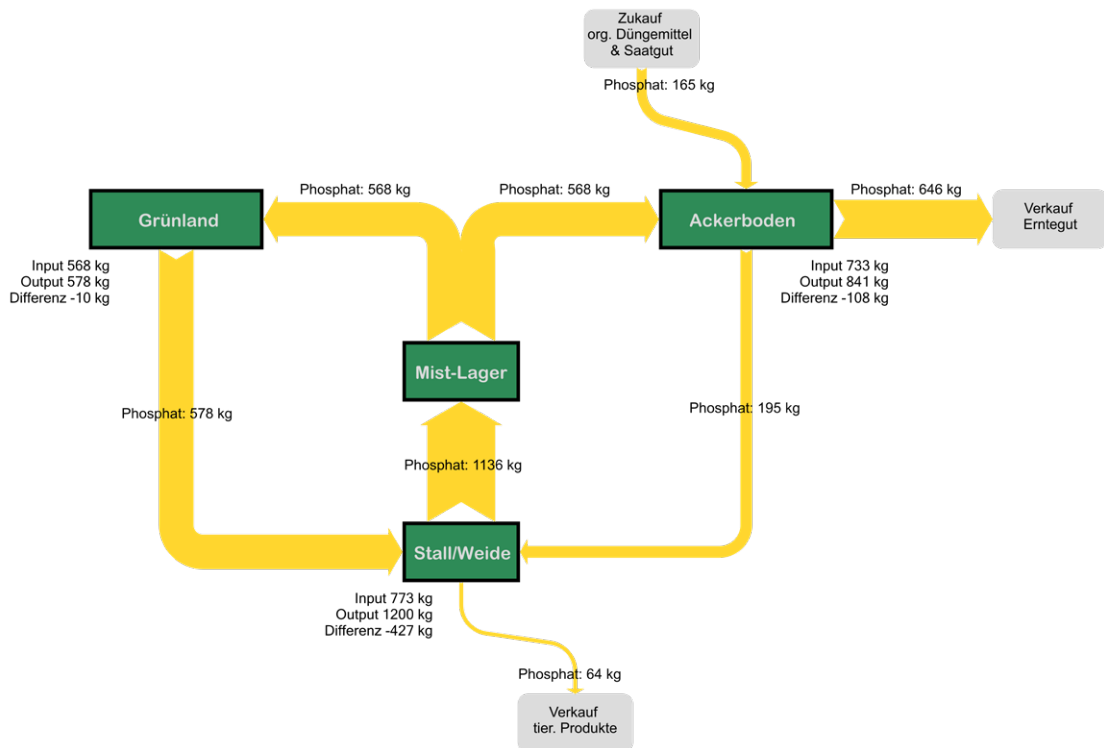 Zukauf
org. Düngemittel
& Saatgut
Phosphat: 165 kg
Phosphat: 568 kg
Phosphat: 568 kg
Phosphat: 646 kg
Grünland
Ackerboden
Verkauf
Erntegut
Input 568 kg
Output 578 kg
Differenz -10 kg
Input 733 kg
Output 841 kg
Differenz -108 kg
Mist-Lager
Phosphat: 578 kg
Phosphat: 195 kg
Phosphat: 1136 kg
Stall/Weide
Input 773 kg
Output 1200 kg
Differenz -427 kg
Phosphat: 64 kg
Verkauf
tier. Produkte